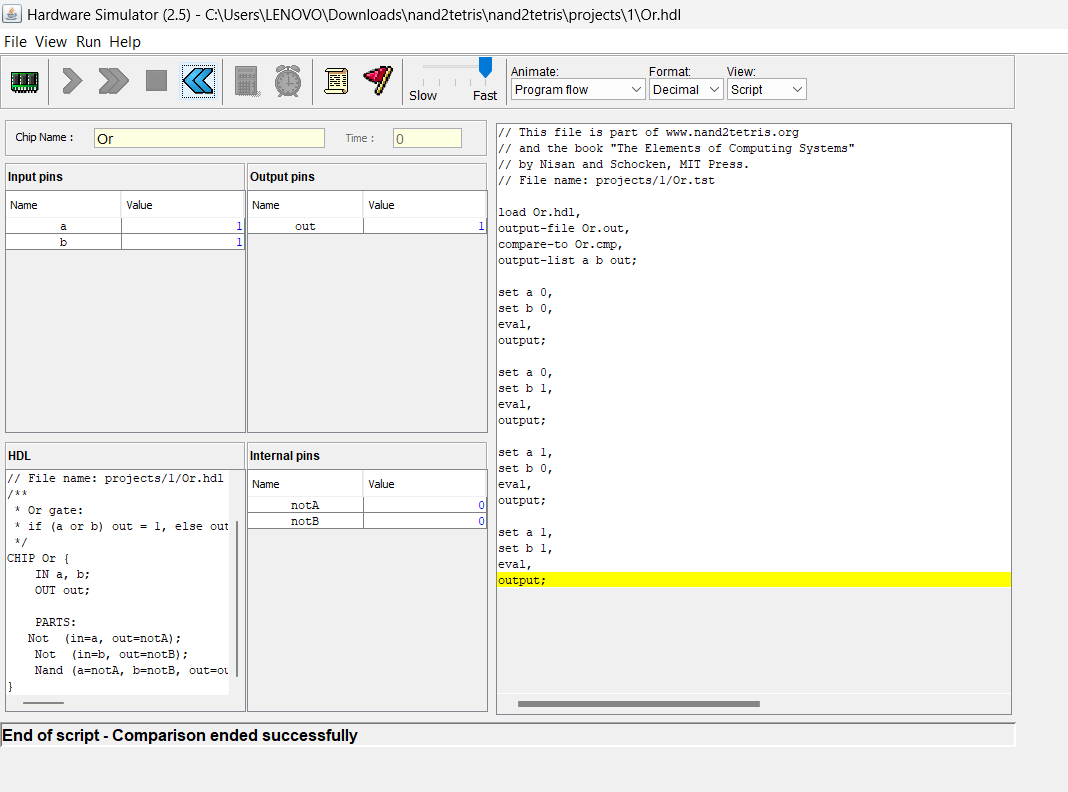 Hardware Simulator (2.5) - C:\Users\LENOVO\Downloads\nand2tetris\nand2tetris\projects\1\Or.hdl
File View Run Help
Slow Fast
Animate: Format: View:
Program flow Decimal Script
Chip Name : Or Time : 0
Input pins
Name Value
a 1
b 1
Output pins
Name Value
out 1
HDL
// File name: projects/1/Or.hdl
/**
* Or gate:
* if (a or b) out = 1, else out
*/
CHIP Or {
IN a, b;
OUT out;
PARTS:
Not (in=a, out=notA);
Not (in=b, out=notB);
Nand (a=notA, b=notB, out=ou
}
Internal pins
Name Value
notA 0
notB 0
// This file is part of www.nand2tetris.org
// and the book "The Elements of Computing Systems"
// by Nisan and Schocken, MIT Press.
// File name: projects/1/Or.tst
load Or.hdl,
output-file Or.out,
compare-to Or.cmp,
output-list a b out;
set a 0,
set b 0,
eval,
output;
set a 0,
set b 1,
eval,
output;
set a 1,
set b 0,
eval,
output;
set a 1,
set b 1,
eval,
output;
End of script - Comparison ended successfully